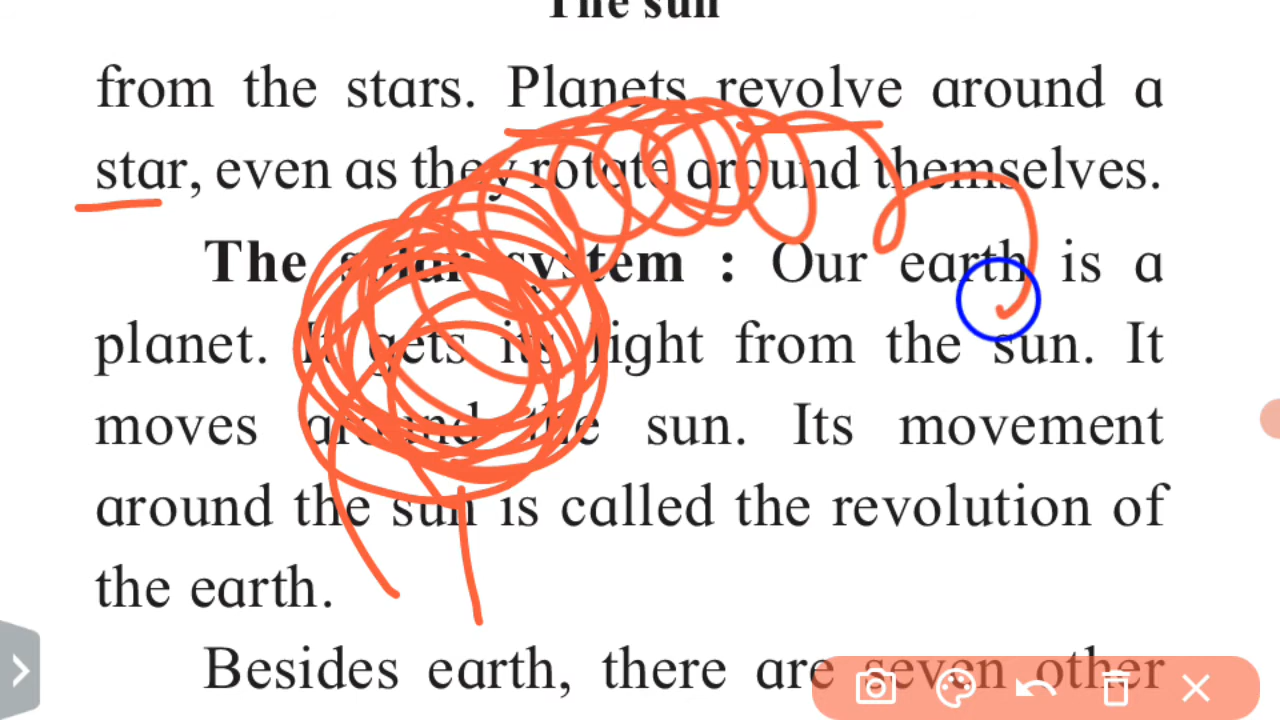 The sun
from the stars. Planets revolve around a
star, even as they rotate around themselves.
The solar system : Our earth is a
planet. It gets its light from the sun. It
moves around the sun. Its movement
around the sun is called the revolution of
the earth.
Besides earth, there are seven other